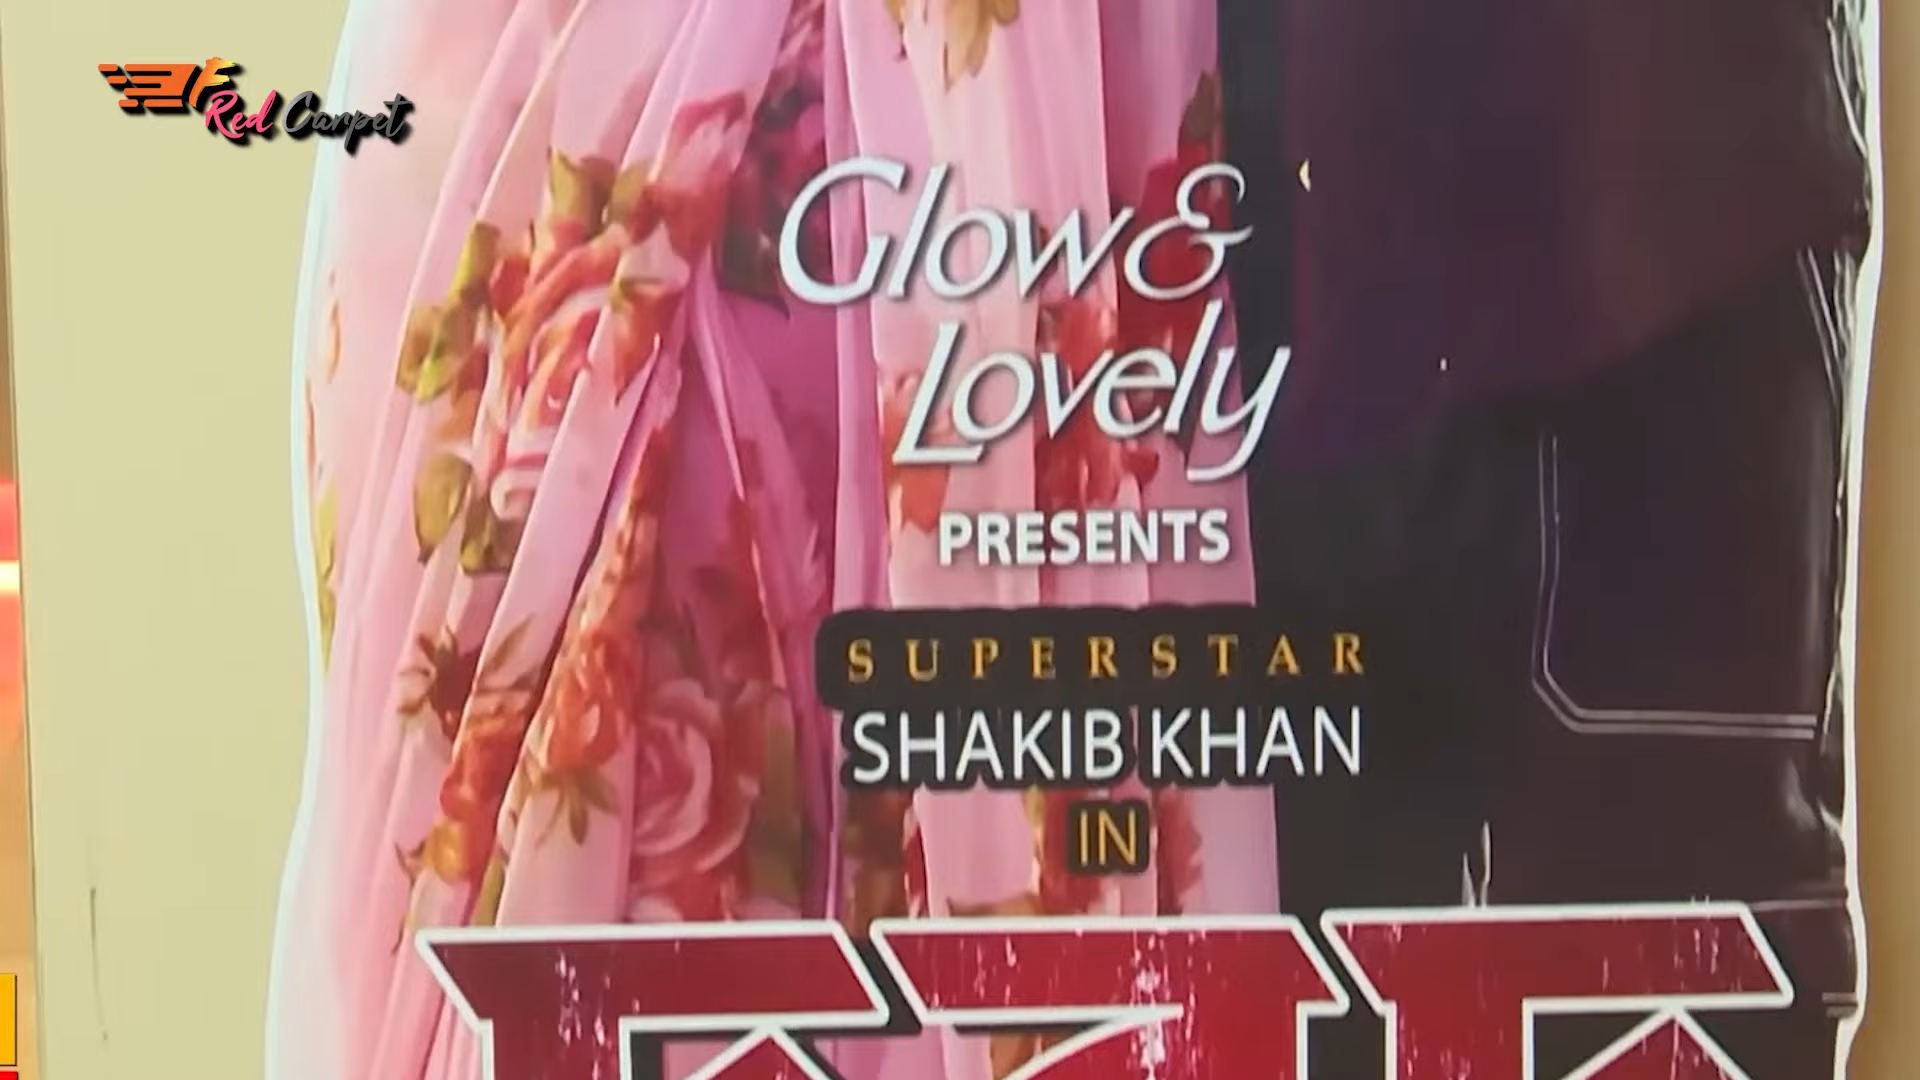 Red Carpet
Glow &
Lovely
PRESENTS
SUPERSTAR
SHAKIB KHAN
IN